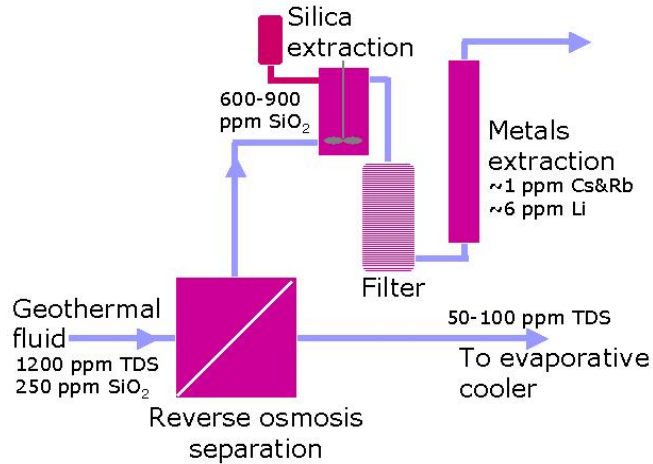 Silica
extraction
600-900
ppm SiO₂
Metals
extraction
~1 ppm Cs&Rb
~6 ppm Li
Filter
Geothermal
fluid
1200 ppm TDS
250 ppm SiO₂
50-100 ppm TDS
To evaporative
cooler
Reverse osmosis
separation